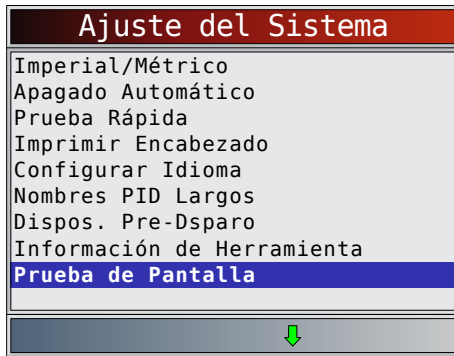 Ajuste del Sistema
Imperial/Métrico
Apagado Automático
Prueba Rápida
Imprimir Encabezado
Configurar Idioma
Nombres PID Largos
Dispos. Pre-Dsparo
Información de Herramienta
Prueba de Pantalla